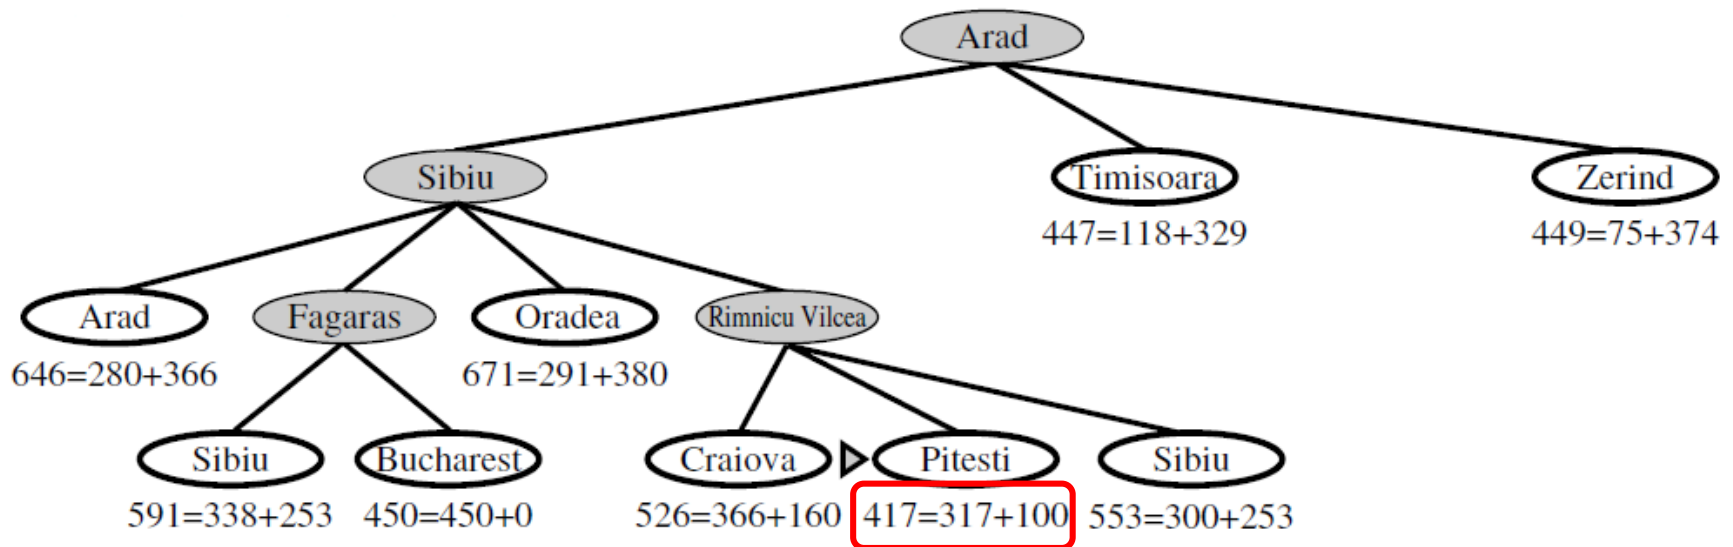 Arad
Sibiu Timisoara Zerind
447=118+329 449=75+374
Arad Fagaras Oradea Rimnicu Vilcea
646=280+366 671=291+380
Sibiu Bucharest Craiova Pitesti Sibiu
591=338+253 450=450+0 526=366+160 417=317+100 553=300+253